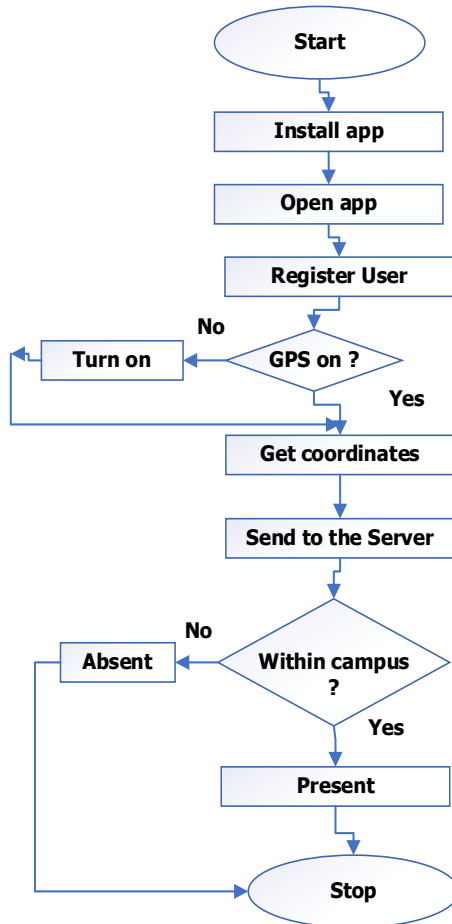 Start
Install app
Open app
Register User
No
Turn on
GPS on ?
Yes
Get coordinates
Send to the Server
No
Absent
Within campus
?
Yes
Present
Stop